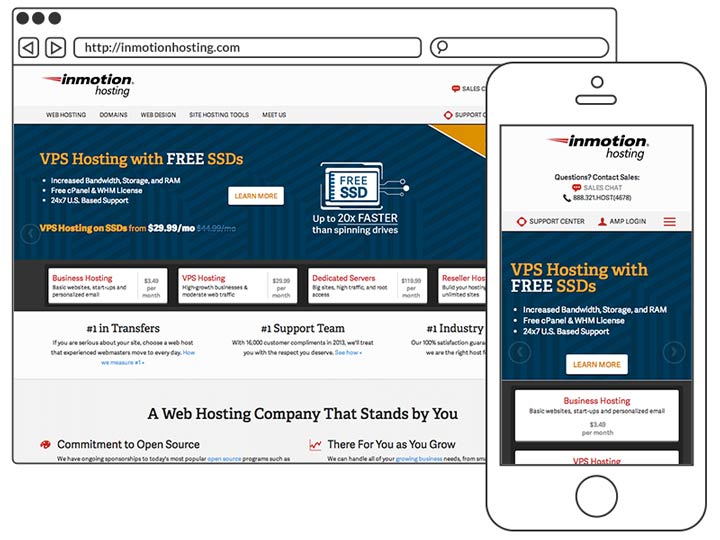 http://inmotionhosting.com
inmotion
hosting
SALES
WEB HOSTING DOMAINS WEB DESIGN SITE HOSTING TOOLS MEET US
SUPPORT
VPS Hosting with FREE SSDs
Increased Bandwidth, Storage, and RAM
Free cPanel & WHM License
24x7 U.S. Based Support
LEARN MORE
VPS Hosting on SSDs from $29.99/mo $44.99/mo
FREE
SSD
Up to 20x FASTER
than spinning drives
Business Hosting
Basic websites, start-ups and
personalized email
$3.49
per
month
VPS Hosting
High-growth businesses &
moderate web traffic
$29.99
per
month
Dedicated Servers
Big sites, high traffic, and root
access
$119.99
per
month
Reseller Hos
Build your hosting
unlimited sites
#1 in Transfers
If you are serious about your site, choose a web host
that experienced webmasters move to every day. How
we measure #1 »
#1 Support Team
With 16,000 customer compliments in 2013, we'll treat
you with the respect you deserve. See how »
#1 Industry
Our 100% satisfaction guara
we are the right host f
A Web Hosting Company That Stands by You
Commitment to Open Source
We have ongoing sponsorships to today's most popular open source programs such as
There For You as You Grow
We can handle all of your growing business needs, from sma
inmotion
hosting
Questions? Contact Sales:
SALES CHAT
888.321.HOST(4678)
SUPPORT CENTER AMP LOGIN
VPS Hosting with
FREE SSDs
Increased Bandwidth, Storage, and RAM
Free cPanel & WHM License
24x7 U.S. Based Support
LEARN MORE
Business Hosting
Basic websites, start-ups and personalized email
$3.49
per month
VPS Hosting